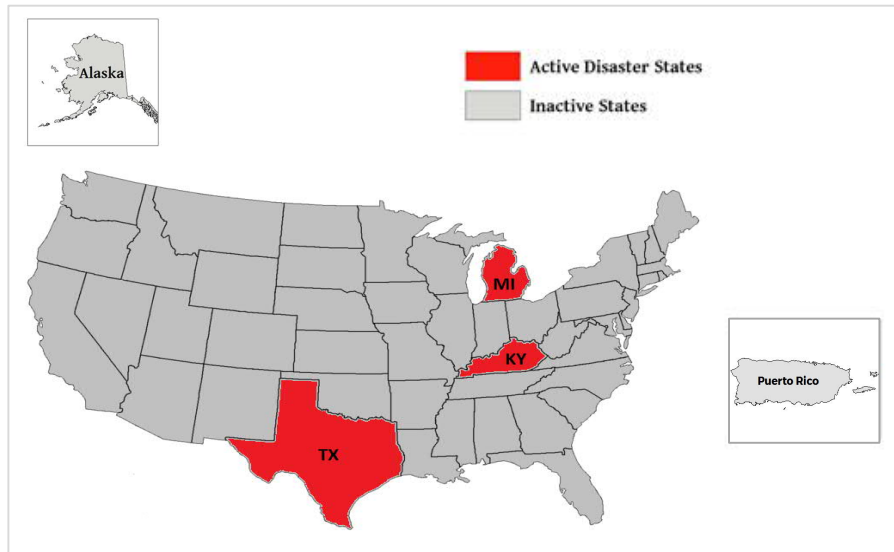 Alaska
Active Disaster States
Inactive States
MI
KY
Puerto Rico
TX